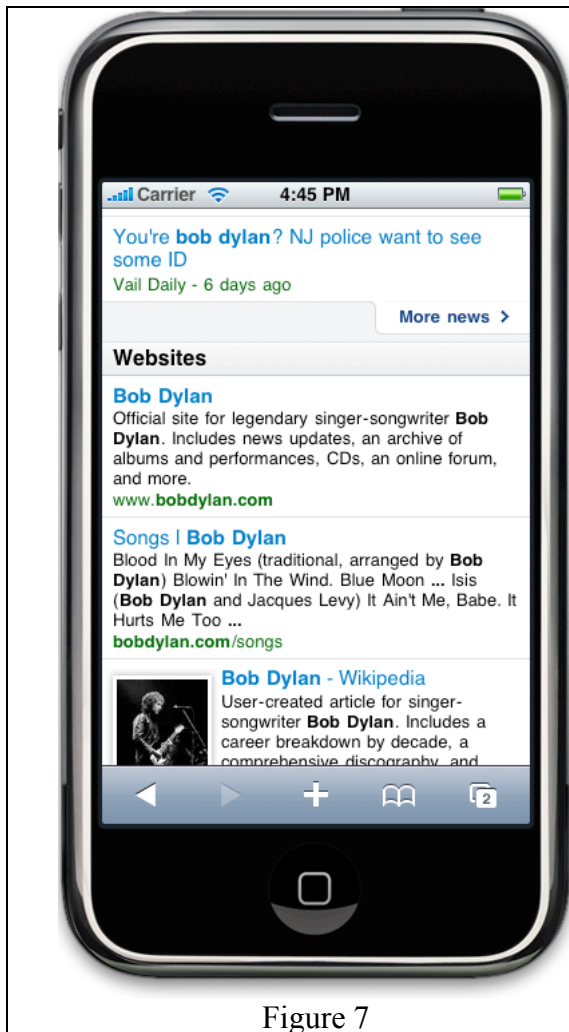 Carrier 4:45 PM
You're bob dylan? NJ police want to see
some ID
Vail Daily - 6 days ago
More news >
Websites
Bob Dylan
Official site for legendary singer-songwriter Bob
Dylan. Includes news updates, an archive of
albums and performances, CDs, an online forum,
and more.
www.bobdylan.com
Songs | Bob Dylan
Blood In My Eyes (traditional, arranged by Bob
Dylan) Blowin' In The Wind. Blue Moon ... Isis
(Bob Dylan and Jacques Levy) It Ain't Me, Babe. It
Hurts Me Too ...
bobdylan.com/songs
Bob Dylan - Wikipedia
User-created article for singer-
songwriter Bob Dylan. Includes a
career breakdown by decade, a
comprehensive discography, and
2
Figure 7